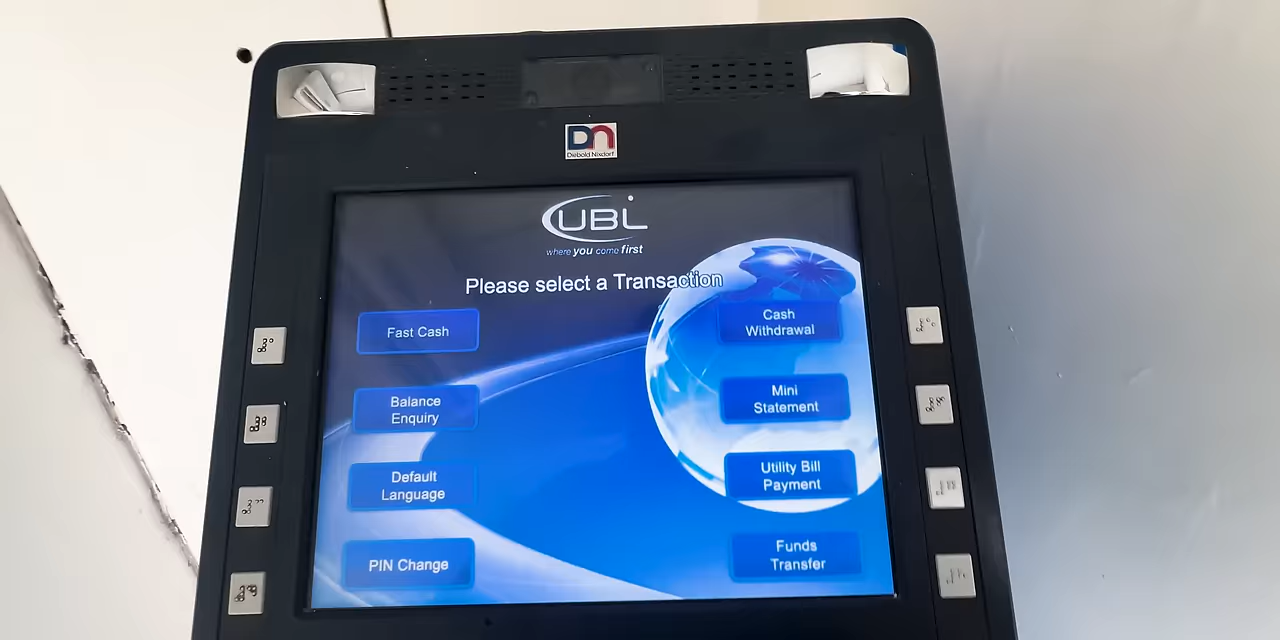 DN
Diebold Nixdorf
UBL
where you come first
Please select a Transaction
Fast Cash
Cash
Withdrawal
Balance
Enquiry
Mini
Statement
Default
Language
Utility Bill
Payment
PIN Change
Funds
Transfer